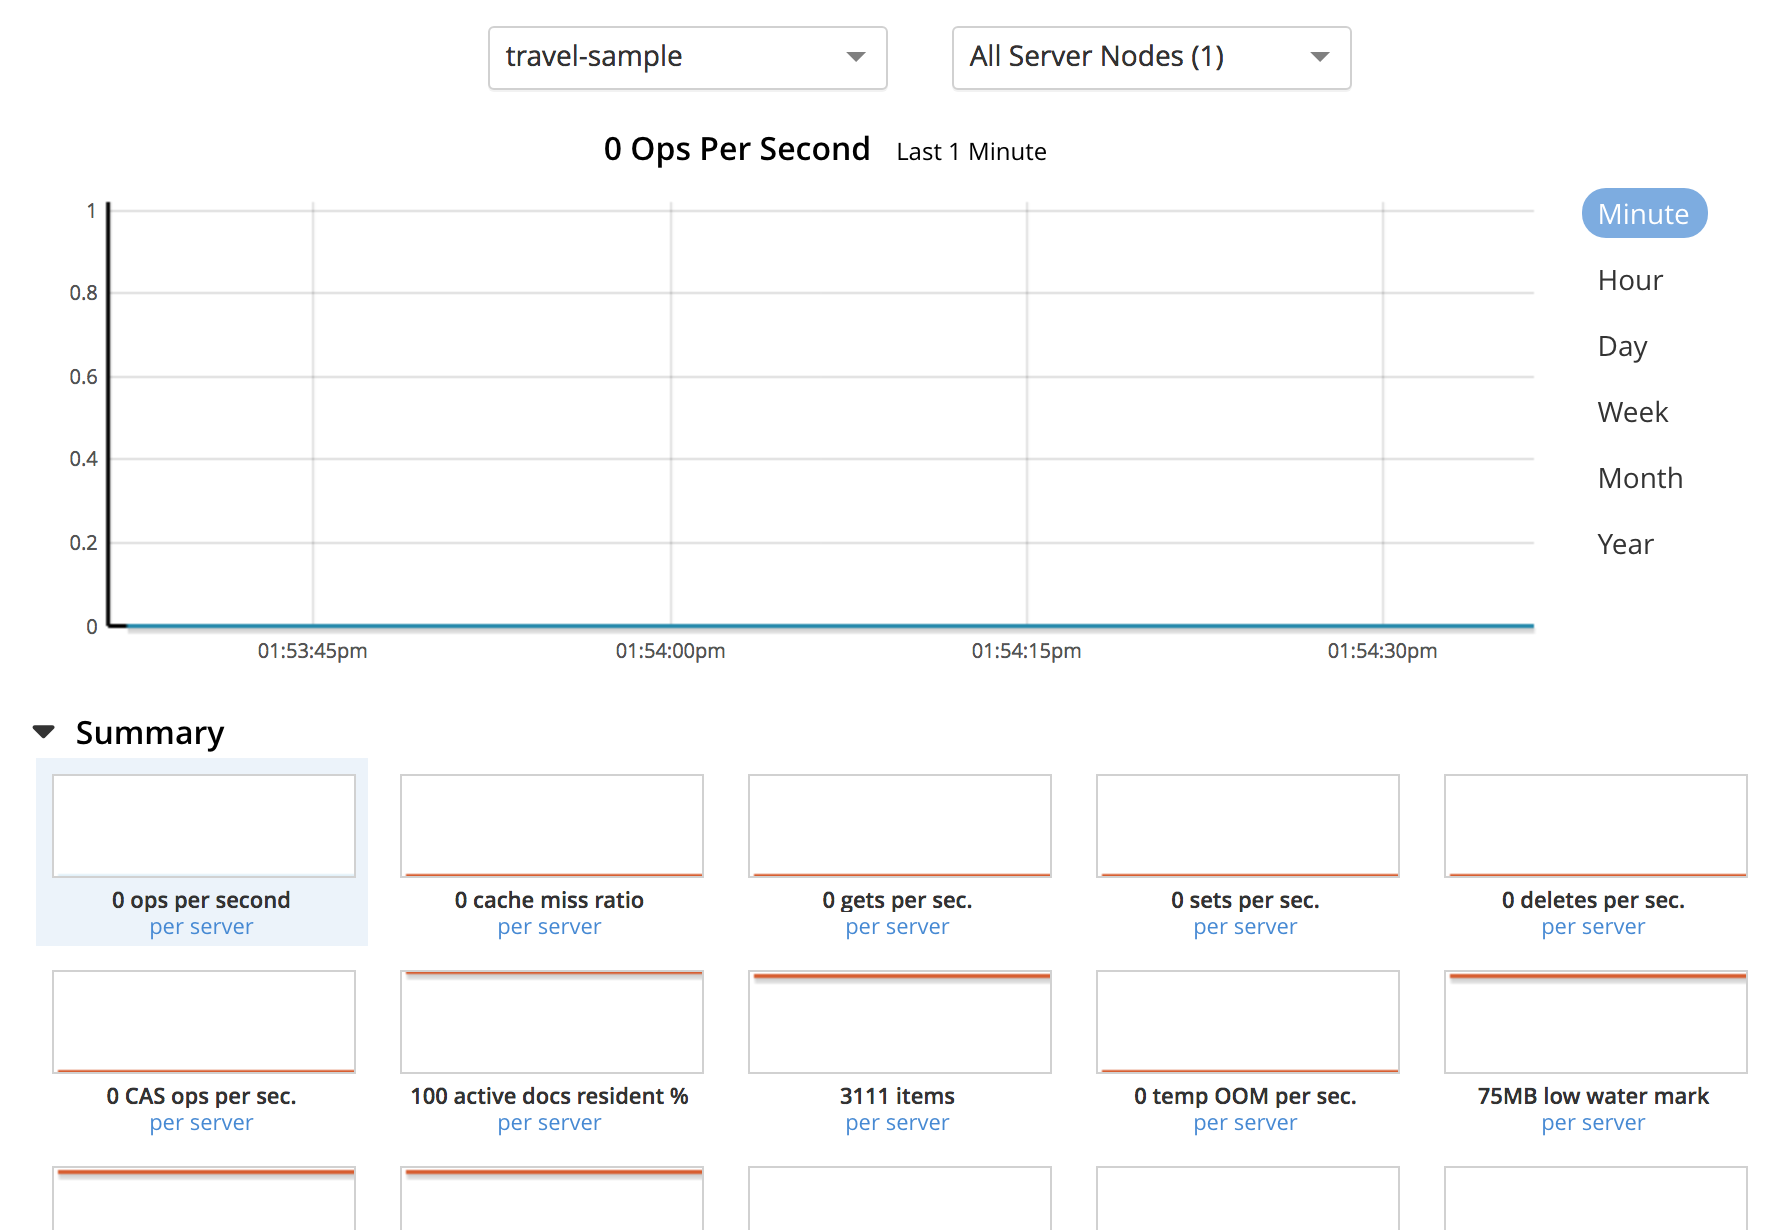 travel-sample
All Server Nodes (1)
0 Ops Per Second Last 1 Minute
1
0.8
0.6
0.4
0.2
0
01:53:45pm
01:54:00pm
01:54:15pm
01:54:30pm
Minute
Hour
Day
Week
Month
Year
Summary
0 ops per second
per server
0 cache miss ratio
per server
0 gets per sec.
per server
0 sets per sec.
per server
0 deletes per sec.
per server
0 CAS ops per sec.
per server
100 active docs resident %
per server
3111 items
per server
0 temp OOM per sec.
per server
75MB low water mark
per server